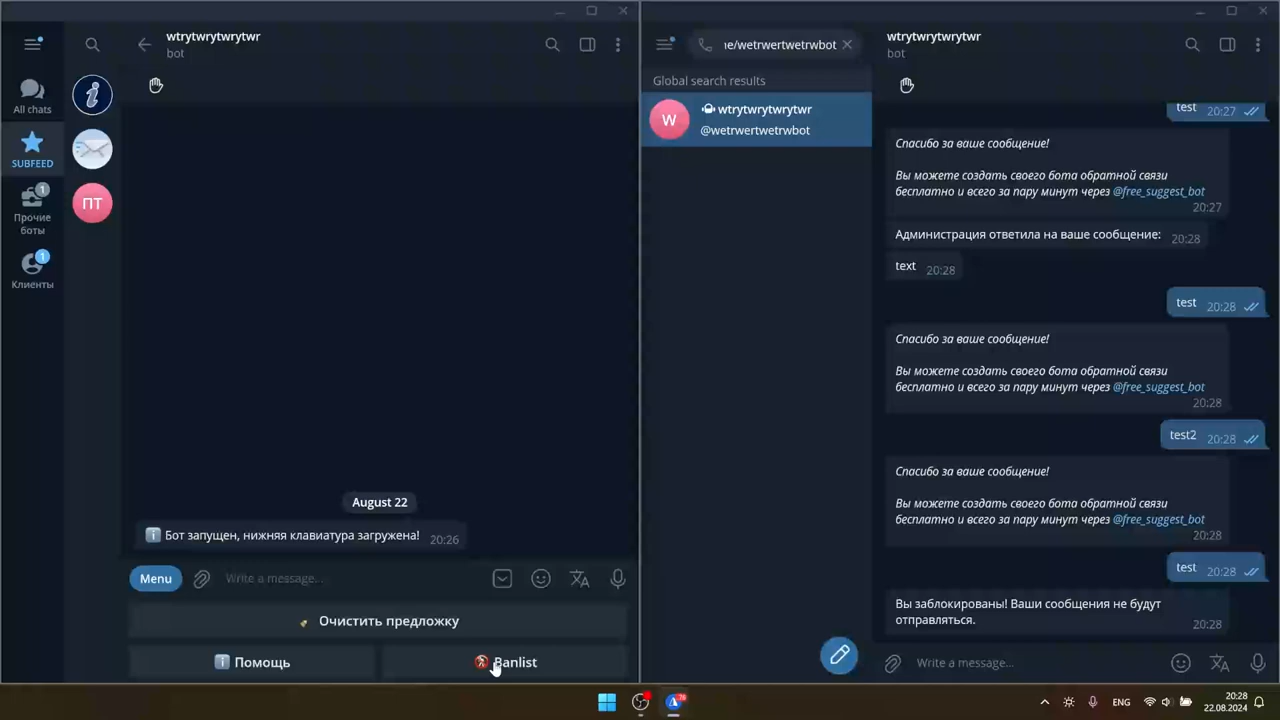 wtrytwrytwrytwr
bot
All chats
SUBFEED
1
Прочие
боты
1
Клиенты
ПТ
August 22
Бот запущен, нижняя клавиатура загружена! 20:26
Menu
Write a message...
Очистить предложку
Помощь
Banlist
ıe/wetrwertwetrwbot
Global search results
W
wtrytwrytwrytwr
@wetrwertwetrwbot
wtrytwrytwrytwr
bot
test 20:27
Спасибо за ваше сообщение!
Вы можете создать своего бота обратной связи
бесплатно и всего за пару минут через @free_suggest_bot
20:27
Администрация ответила на ваше сообщение: 20:28
text 20:28
test 20:28
Спасибо за ваше сообщение!
Вы можете создать своего бота обратной связи
бесплатно и всего за пару минут через @free_suggest_bot
20:28
test2 20:28
Спасибо за ваше сообщение!
Вы можете создать своего бота обратной связи
бесплатно и всего за пару минут через @free_suggest_bot
20:28
test 20:28
Вы заблокированы! Ваши сообщения не будут
отправляться. 20:28
Write a message...
ENG
20:28
22.08.2024